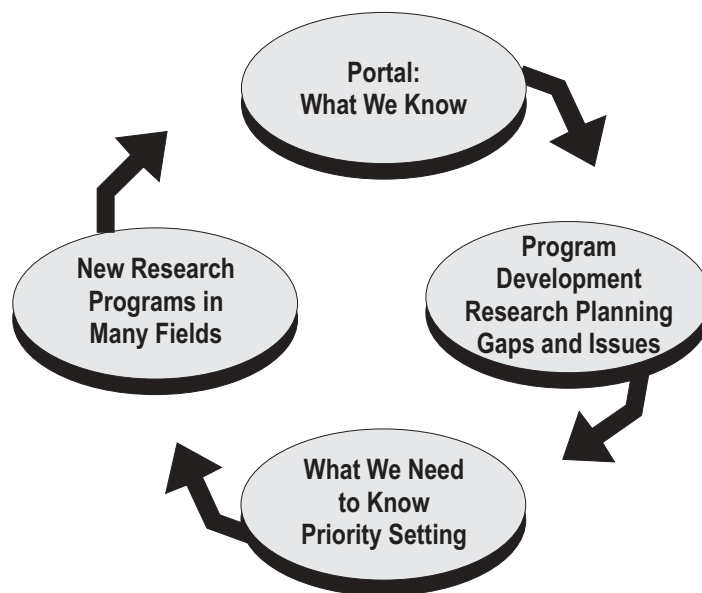 Portal:
What We Know
Program
Development
Research Planning
Gaps and Issues
What We Need
to Know
Priority Setting
New Research
Programs in
Many Fields